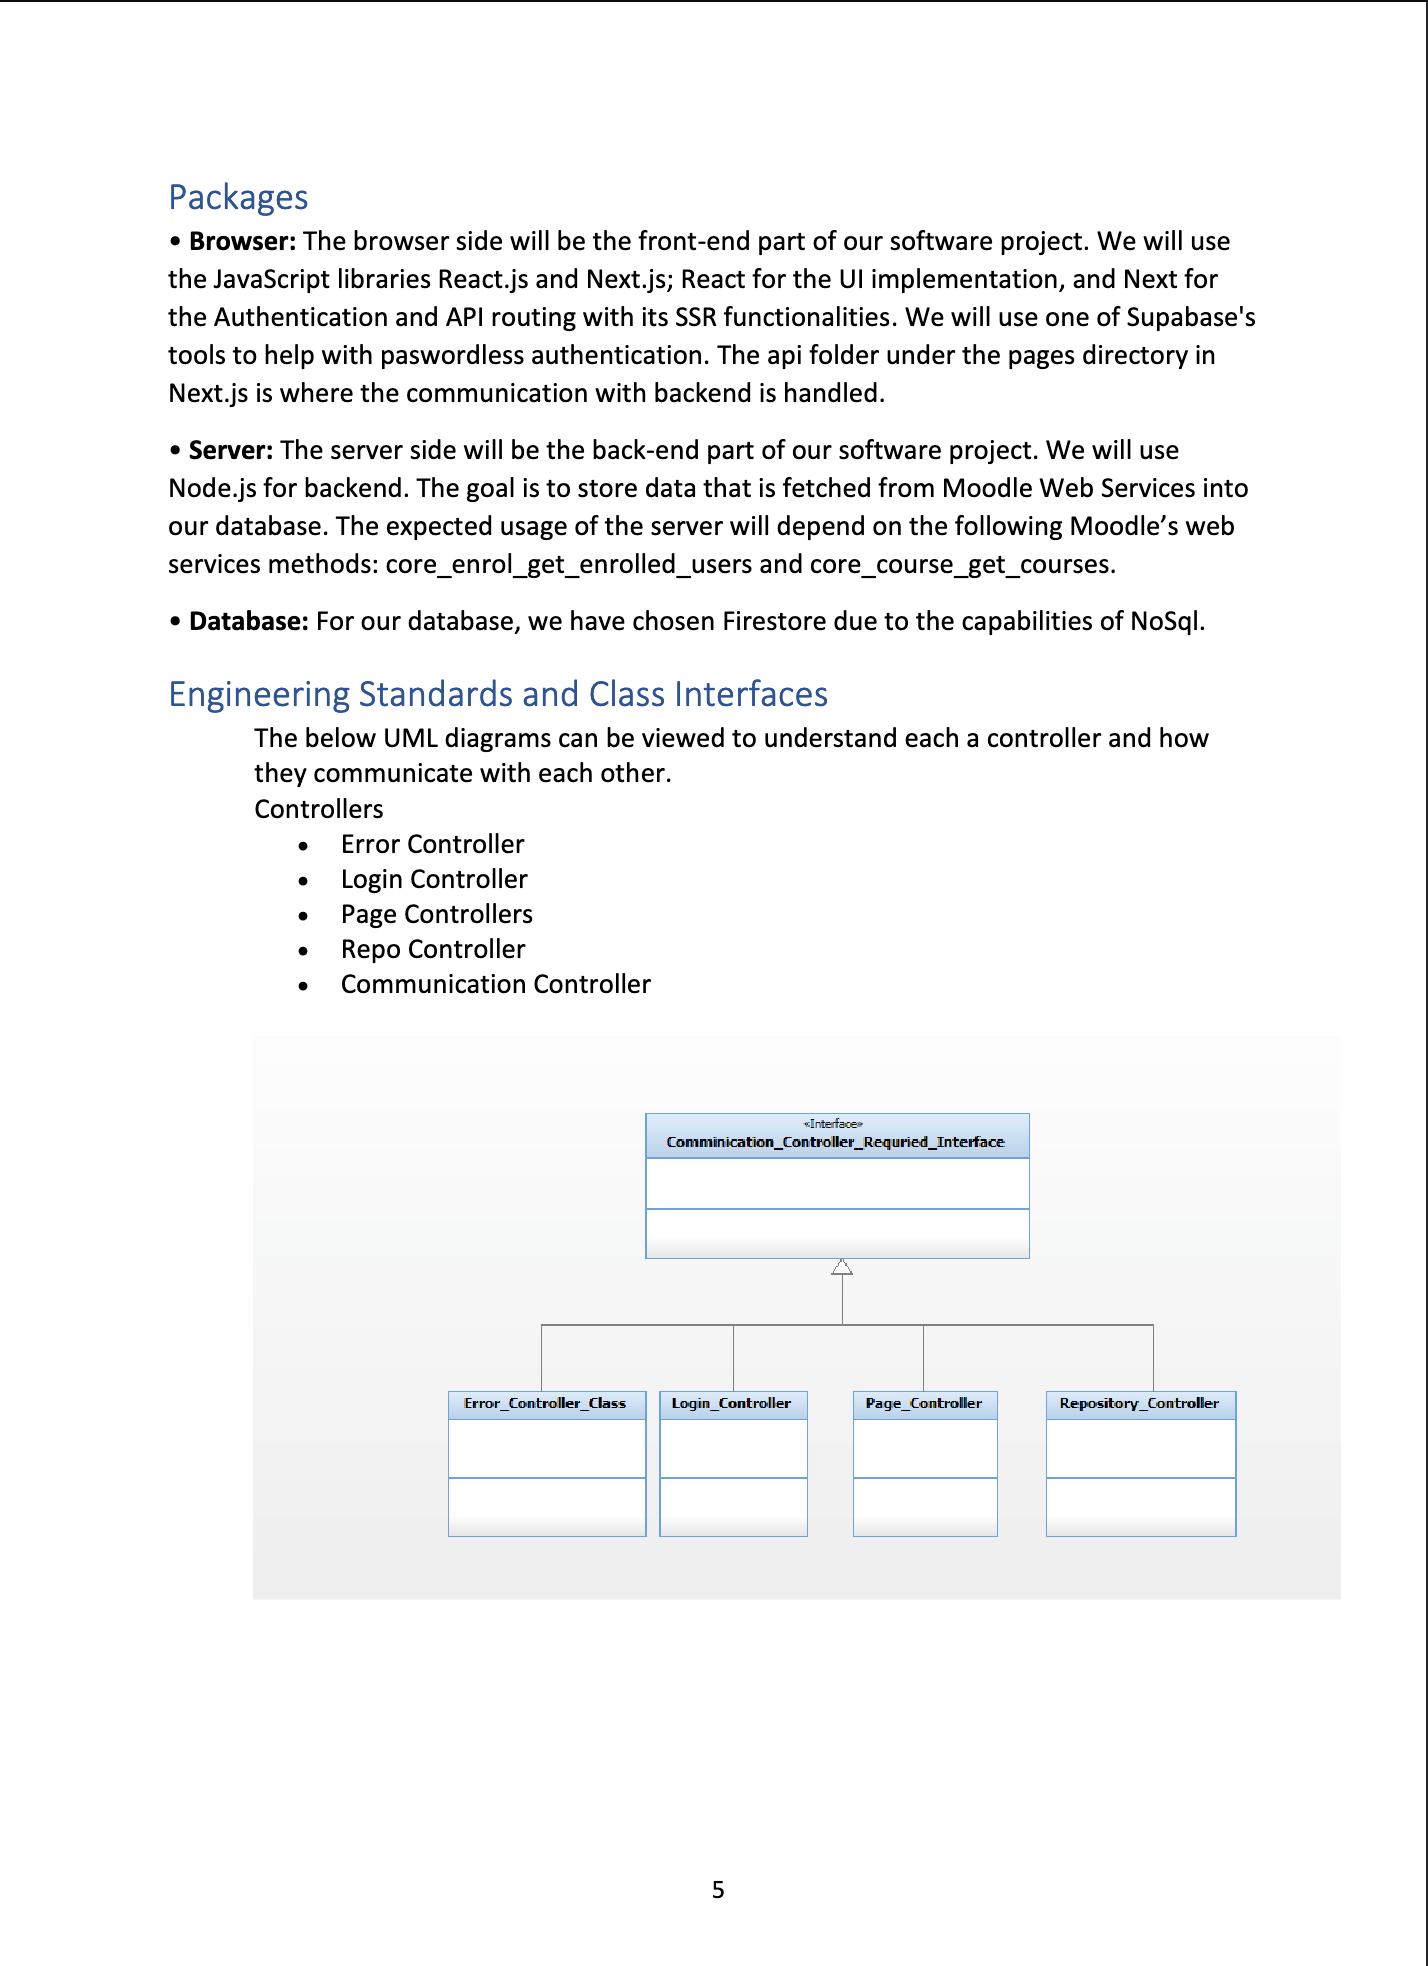 Packages
• Browser: The browser side will be the front-end part of our software project. We will use
the JavaScript libraries React.js and Next.js; React for the UI implementation, and Next for
the Authentication and API routing with its SSR functionalities. We will use one of Supabase's
tools to help with paswordless authentication. The api folder under the pages directory in
Next.js is where the communication with backend is handled.
• Server: The server side will be the back-end part of our software project. We will use
Node.js for backend. The goal is to store data that is fetched from Moodle Web Services into
our database. The expected usage of the server will depend on the following Moodle’s web
services methods: core_enrol_get_enrolled_users and core_course_get_courses.
• Database: For our database, we have chosen Firestore due to the capabilities of NoSql.
Engineering Standards and Class Interfaces
The below UML diagrams can be viewed to understand each a controller and how
they communicate with each other.
Controllers
• Error Controller
• Login Controller
• Page Controllers
• Repo Controller
• Communication Controller
«Interface»
Comminication_Controller_Requried_Interface
Error_Controller_Class Login_Controller Page_Controller Repository_Controller
5